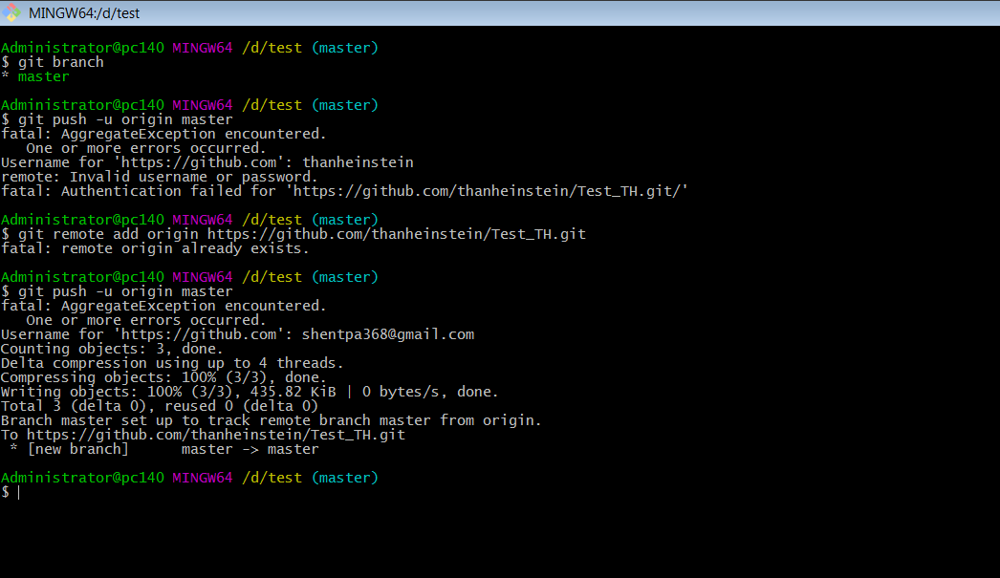 MINGW64:/d/test
Administrator@pc140 MINGW64 /d/test (master)
$ git branch
* master
Administrator@pc140 MINGW64 /d/test (master)
$ git push -u origin master
fatal: AggregateException encountered.
One or more errors occurred.
Username for 'https://github.com': thanheinstein
remote: Invalid username or password.
fatal: Authentication failed for 'https://github.com/thanheinstein/Test_TH.git/'
Administrator@pc140 MINGW64 /d/test (master)
$ git remote add origin https://github.com/thanheinstein/Test_TH.git
fatal: remote origin already exists.
Administrator@pc140 MINGW64 /d/test (master)
$ git push -u origin master
fatal: AggregateException encountered.
One or more errors occurred.
Username for 'https://github.com': shentpa368@gmail.com
Counting objects: 3, done.
Delta compression using up to 4 threads.
Compressing objects: 100% (3/3), done.
Writing objects: 100% (3/3), 435.82 KiB | 0 bytes/s, done.
Total 3 (delta 0), reused 0 (delta 0)
Branch master set up to track remote branch master from origin.
To https://github.com/thanheinstein/Test_TH.git
* [new branch] master -> master
Administrator@pc140 MINGW64 /d/test (master)
$